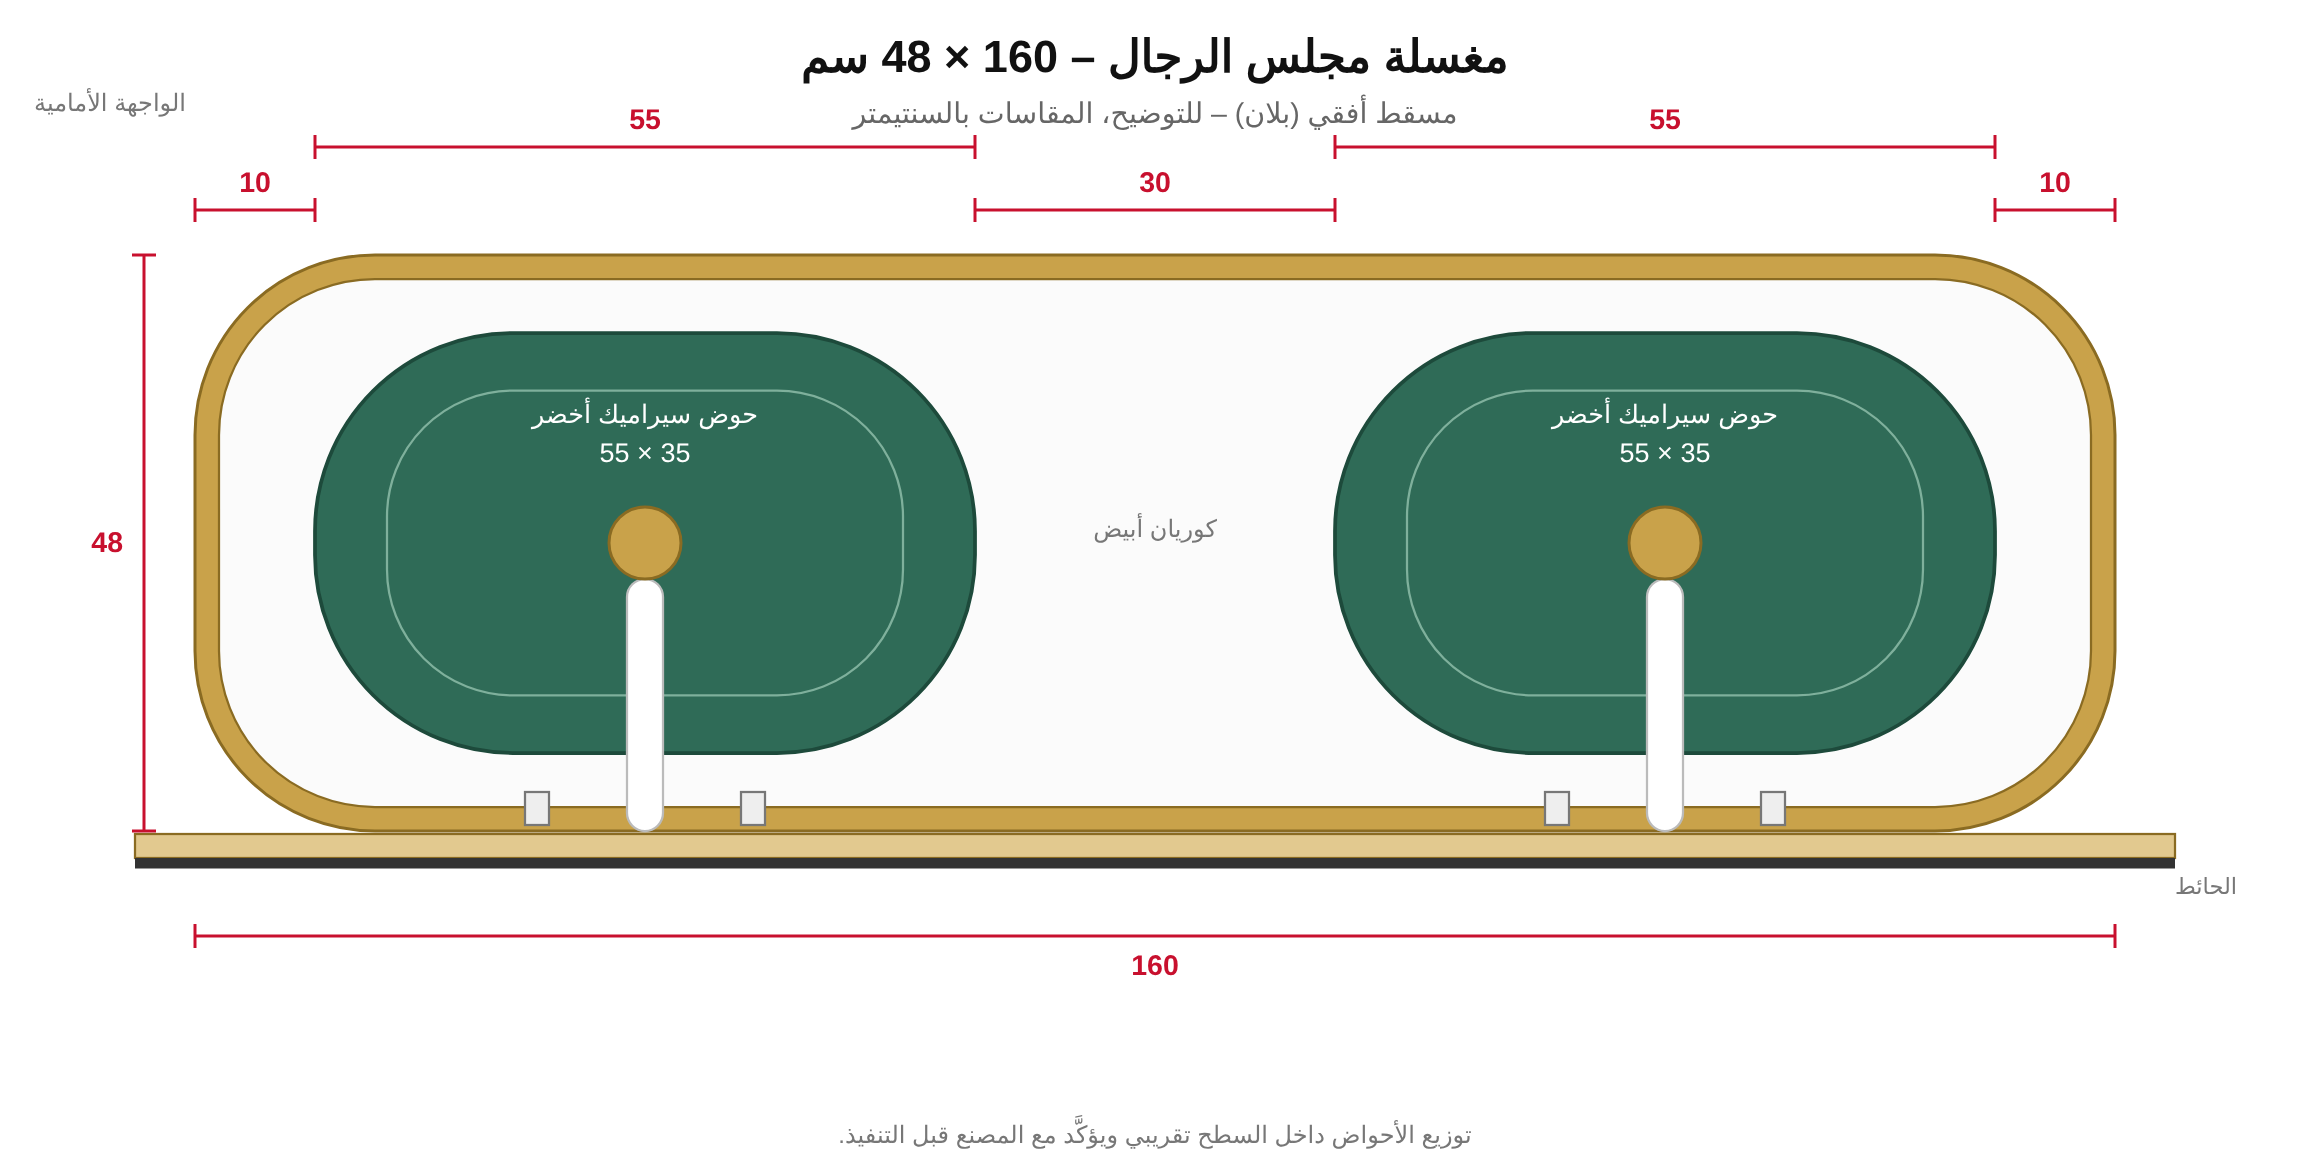 مغسلة مجلس الرجال – 160 × 48 سم
الواجهة الأمامية
مسقط أفقي (بلان) – للتوضيح، المقاسات بالسنتيمتر
55
55
10
30
10
حوض سيراميك أخضر
55 × 35
حوض سيراميك أخضر
55 × 35
كوريان أبيض
48
الحائط
160
توزيع الأحواض داخل السطح تقريبي ويؤكَّد مع المصنع قبل التنفيذ.